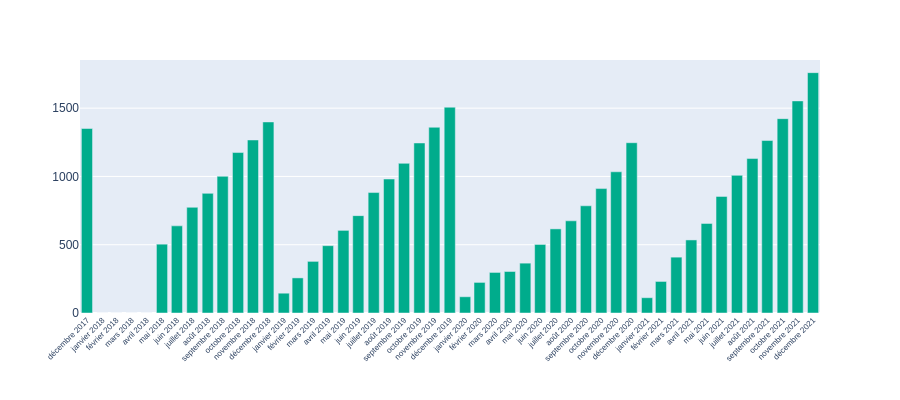 1500
1000
500
0
décembre 2017
janvier 2018
février 2018
mars 2018
avril 2018
mai 2018
juin 2018
juillet 2018
août 2018
septembre 2018
octobre 2018
novembre 2018
décembre 2018
janvier 2019
février 2019
mars 2019
avril 2019
mai 2019
juin 2019
juillet 2019
août 2019
septembre 2019
octobre 2019
novembre 2019
décembre 2019
janvier 2020
février 2020
mars 2020
avril 2020
mai 2020
juin 2020
juillet 2020
août 2020
septembre 2020
octobre 2020
novembre 2020
décembre 2020
janvier 2021
février 2021
mars 2021
avril 2021
mai 2021
juin 2021
juillet 2021
août 2021
septembre 2021
octobre 2021
novembre 2021
décembre 2021